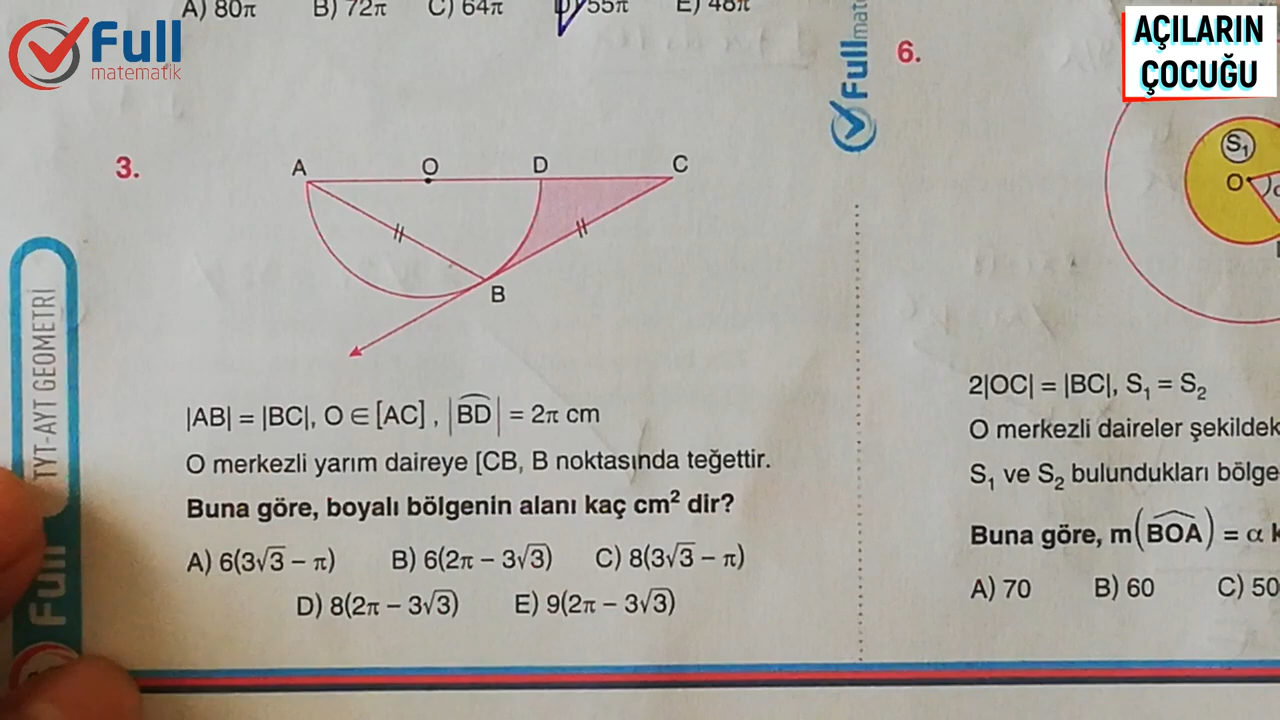 A) 80π B) 72π C) 64π D) 55π E) 48π
Full
matematik
AÇILARIN
ÇOCUĞU
Full
3.
A O D C
B
TYT-AYT GEOMETRİ
Full
|AB| = |BC|, O ∈ [AC] , |BD| = 2π cm
O merkezli yarım daireye [CB, B noktasında teğettir.
Buna göre, boyalı bölgenin alanı kaç cm² dir?
A) 6(3√3 – π) B) 6(2π – 3√3) C) 8(3√3 – π)
D) 8(2π – 3√3) E) 9(2π – 3√3)
6.
S₁
O
2|OC| = |BC|, S₁ = S₂
O merkezli daireler şekildek
S₁ ve S₂ bulundukları bölge
Buna göre, m(BOA) = α k
A) 70 B) 60 C) 50